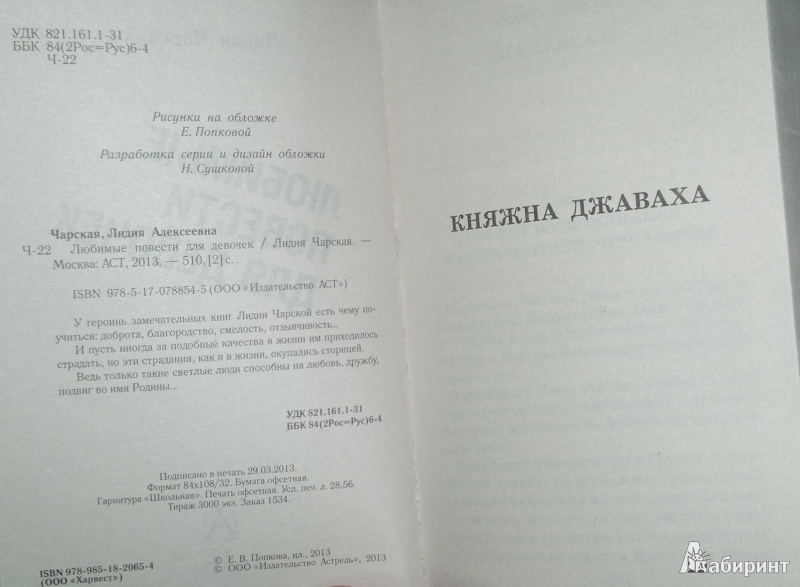 УДК 821.161.1-31
ББК 84(2Рос=Рус)6-4
Ч-22
Рисунки на обложке
Е. Попковой
Разработка серии и дизайн обложки
Н. Сушковой
Чарская, Лидия Алексеевна
Ч-22 Любимые повести для девочек / Лидия Чарская. —
Москва: АСТ, 2013. — 510, [2] с.
ISBN 978-5-17-078854-5 (ООО «Издательство АСТ»)
У героинь замечательных книг Лидии Чарской есть чему по-
учиться: доброта, благородство, смелость, отзывчивость...
И пусть иногда за подобные качества в жизни им приходилось
страдать, но эти страдания, как и в жизни, окупались сторицей.
Ведь только такие светлые люди способны на любовь, дружбу,
подвиг во имя Родины...
УДК 821.161.1-31
ББК 84(2Рос=Рус)6-4
Подписано в печать 29.03.2013.
Формат 84х108/32. Бумага офсетная.
Гарнитура «Школьная». Печать офсетная. Усл. печ. л. 28,56.
Тираж 3000 экз. Заказ 1534.
ISBN 978-985-18-2065-4
(ООО «Харвест»)
© Е. В. Попкова, ил., 2013
© ООО «Издательство Астрель», 2013
КНЯЖНА ДЖАВАХА
Лабиринт